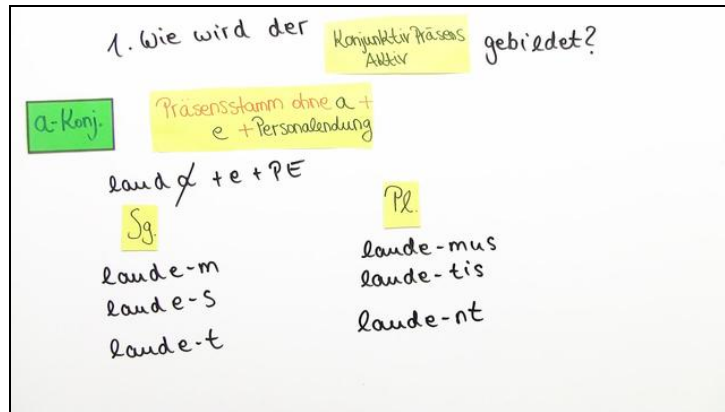 1. Wie wird der Konjunktiv Präsens gebildet?
Aktiv
a-Konj.
Präsensstamm ohne a +
e + Personalendung
lauda + e + PE
Sg.
laude-m
laude-s
laude-t
Pl.
laude-mus
laude-tis
laude-nt